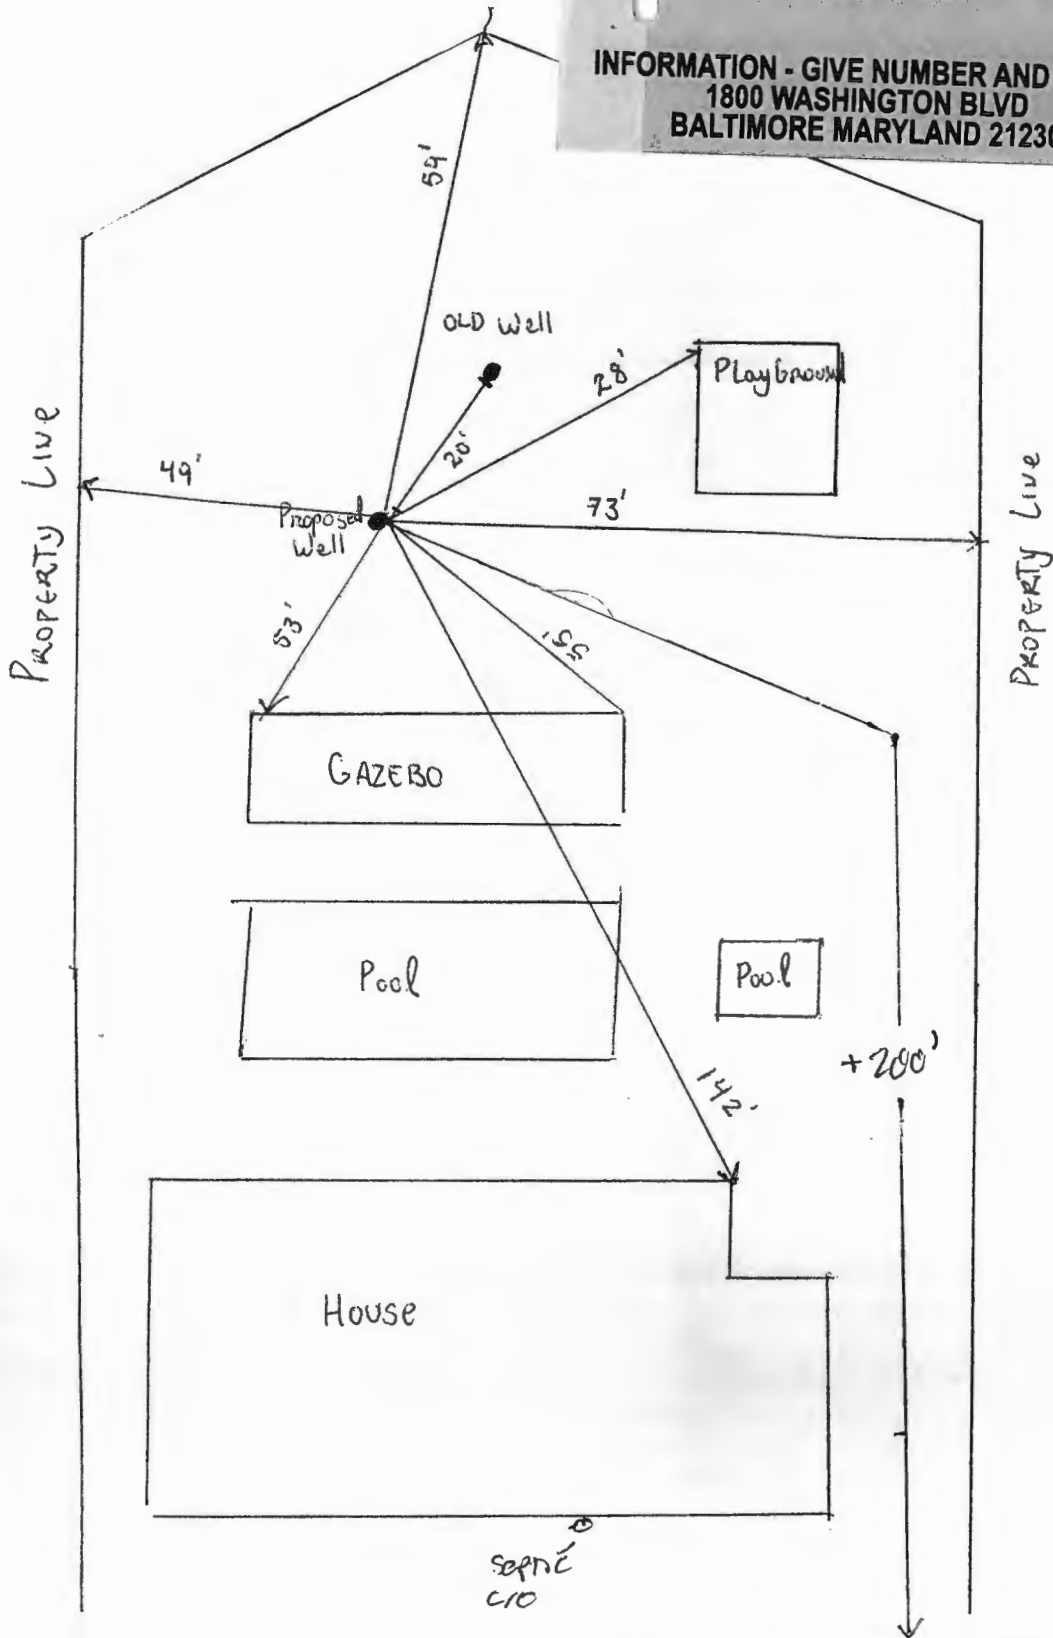 INFORMATION - GIVE NUMBER AND
1800 WASHINGTON BLVD
BALTIMORE MARYLAND 2123
59'
OLD Well
28'
PlayGround
20'
PROPERTY LINE
49'
Proposed
Well
73'
PROPERTY LINE
53'
55'
GAZEBO
Pool
Pool
+200'
142'
House
septic
C/O